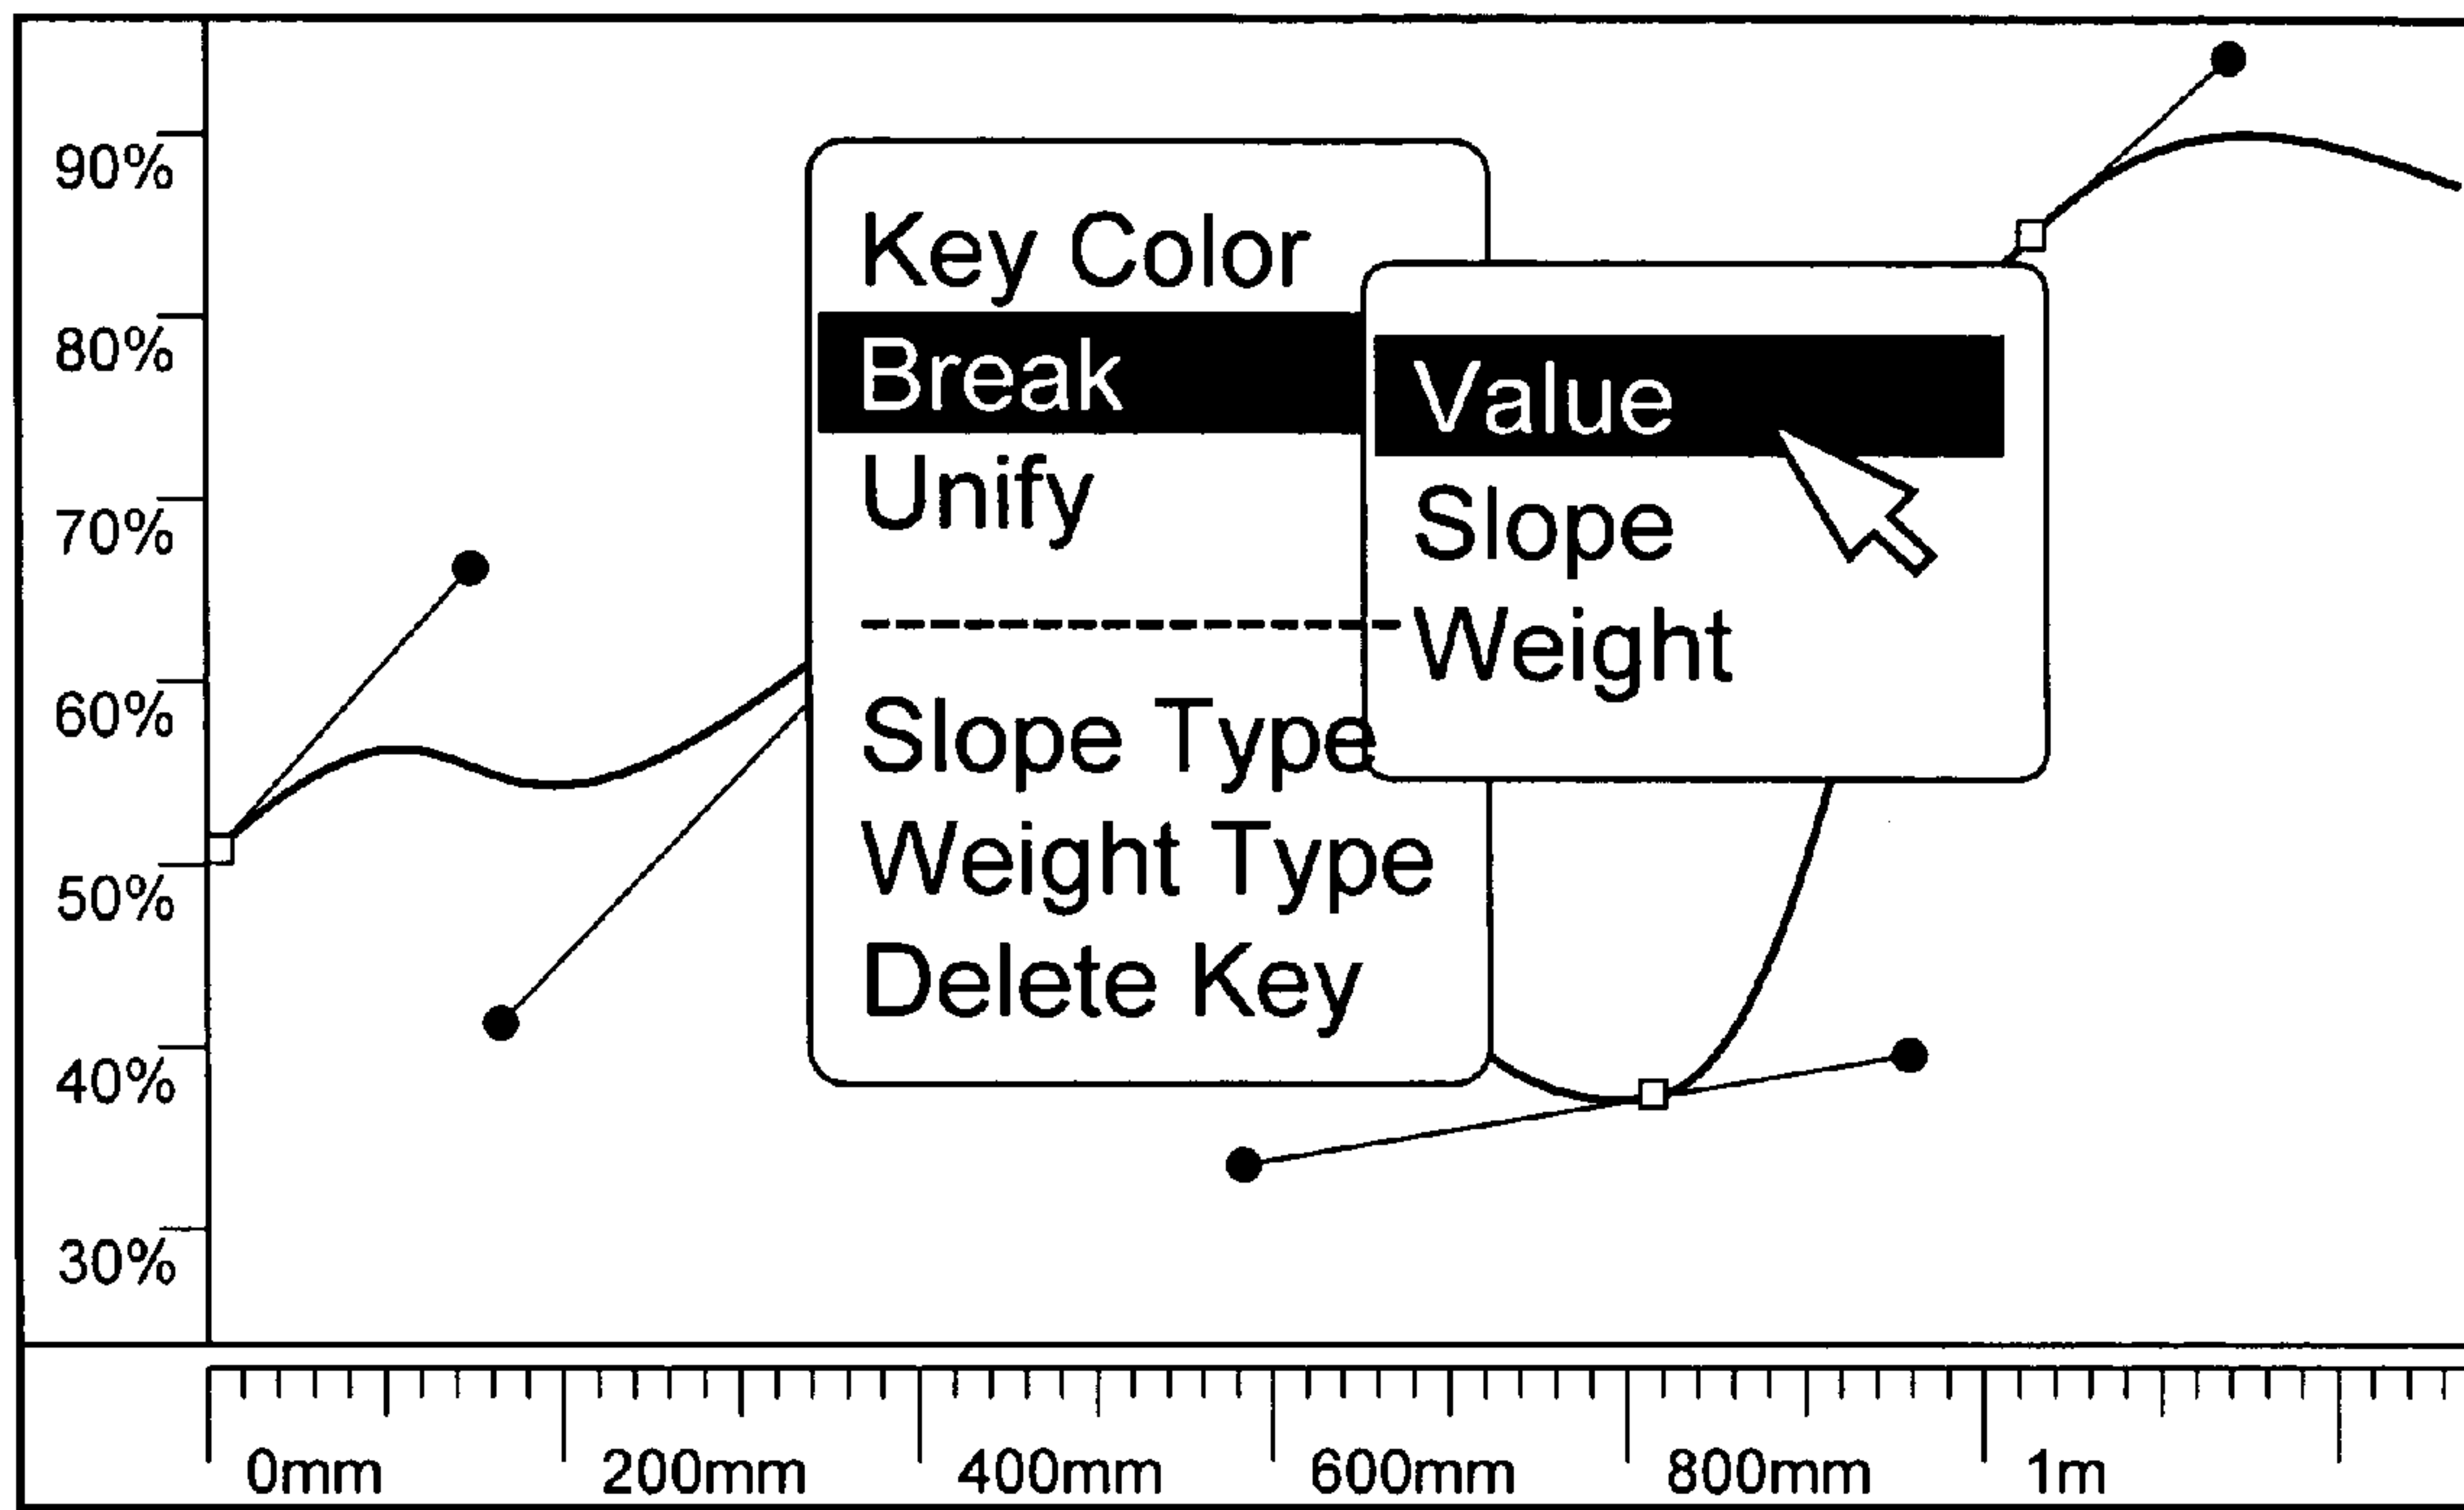 90%
80%
70%
60%
50%
40%
30%
Key Color
Break
Unify
Slope Type
Weight Type
Delete Key
Value
Slope
Weight
0mm 200mm 400mm 600mm 800mm 1m